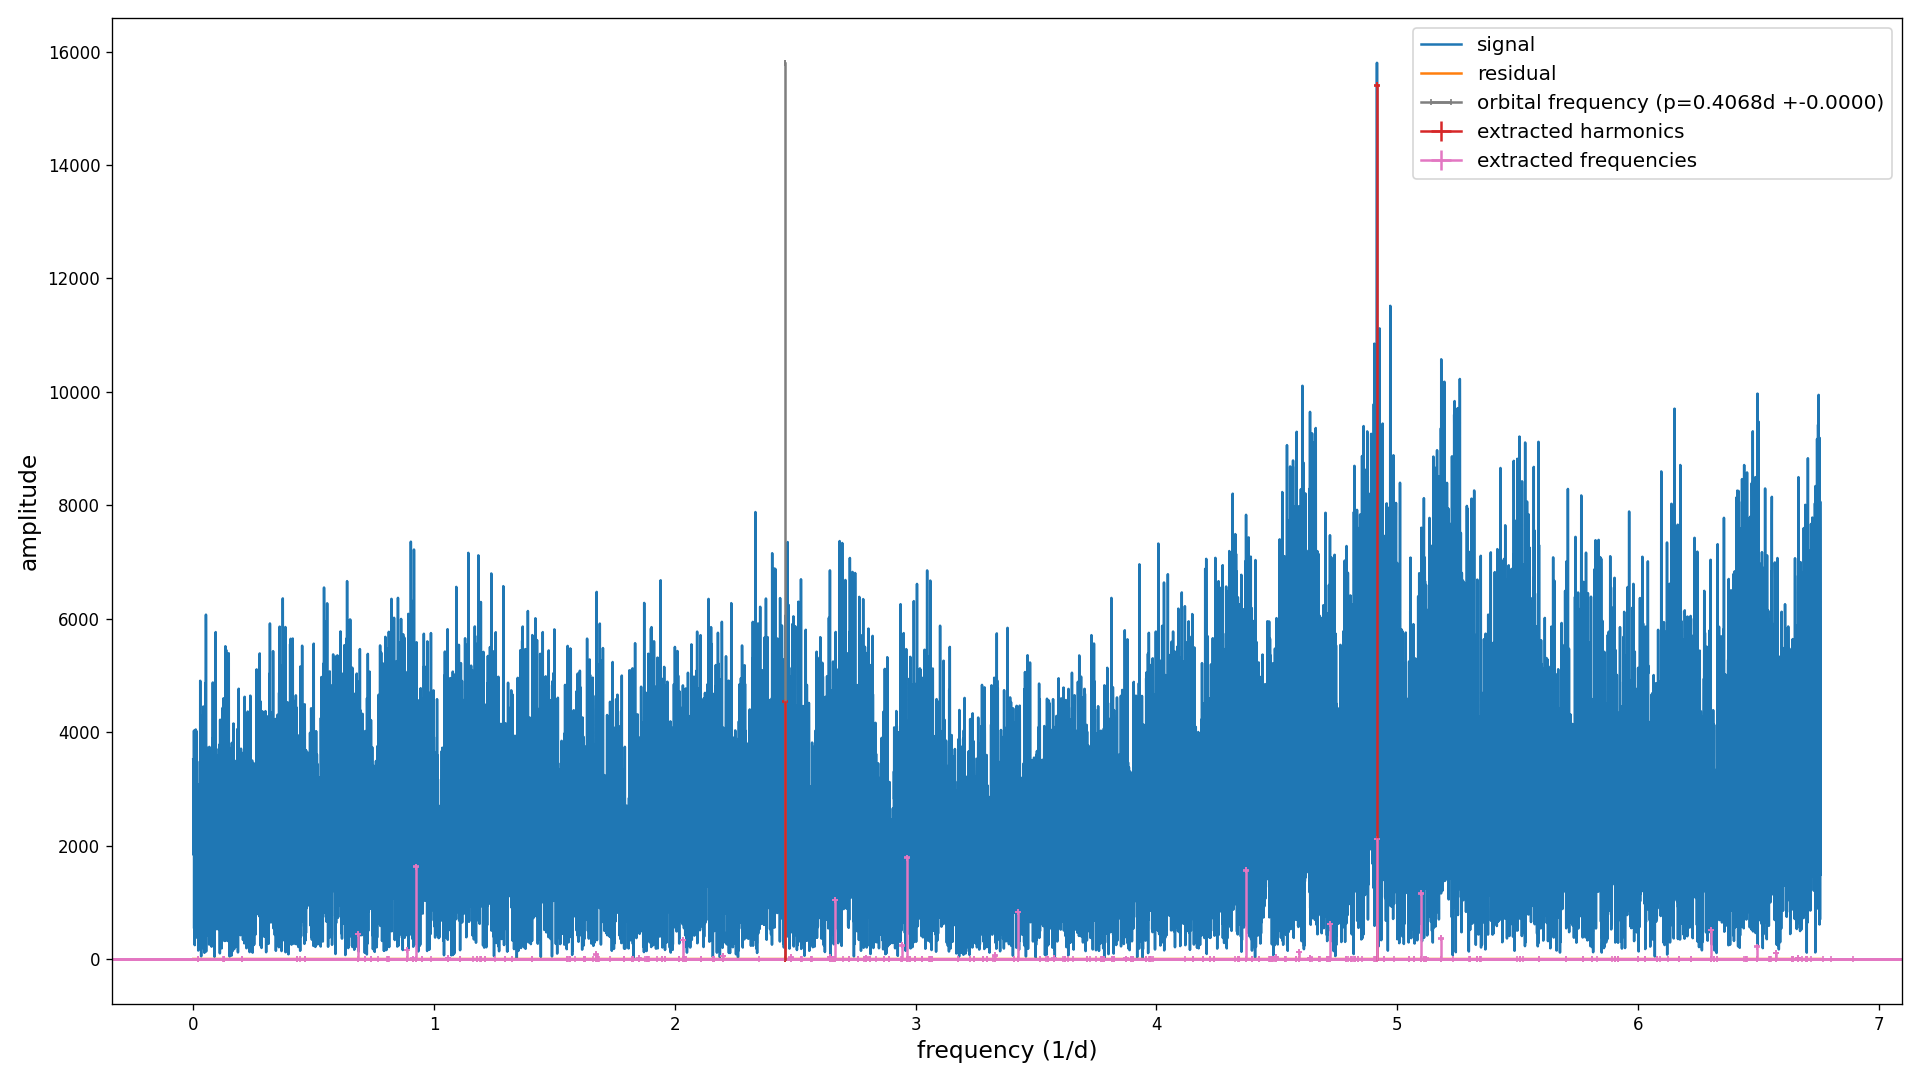 signal
residual
orbital frequency (p=0.4068d +-0.0000)
extracted harmonics
extracted frequencies
16000
14000
12000
10000
8000
6000
4000
2000
0
amplitude
0 1 2 3 4 5 6 7
frequency (1/d)